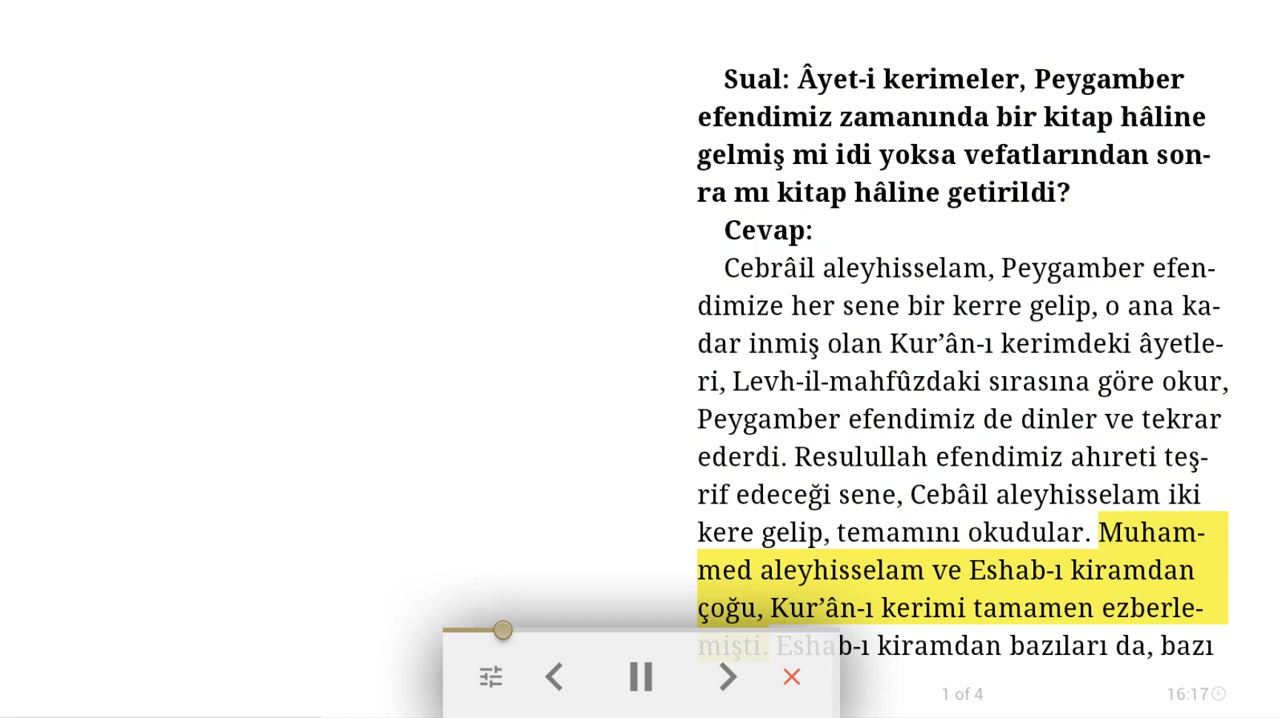 Sual: Âyet-i kerimeler, Peygamber
efendimiz zamanında bir kitap hâline
gelmiş mi idi yoksa vefatlarından son-
ra mı kitap hâline getirildi?
Cevap:
Cebrâil aleyhisselam, Peygamber efen-
dimize her sene bir kerre gelip, o ana ka-
dar inmiş olan Kur’ân-ı kerimdeki âyetle-
ri, Levh-il-mahfûzdaki sırasına göre okur,
Peygamber efendimiz de dinler ve tekrar
ederdi. Resulullah efendimiz ahıreti teş-
rif edeceği sene, Cebâil aleyhisselam iki
kere gelip, temamını okudular. Muham-
med aleyhisselam ve Eshab-ı kiramdan
çoğu, Kur’ân-ı kerimi tamamen ezberle-
mişti. Eshab-ı kiramdan bazıları da, bazı
1 of 4
16:17